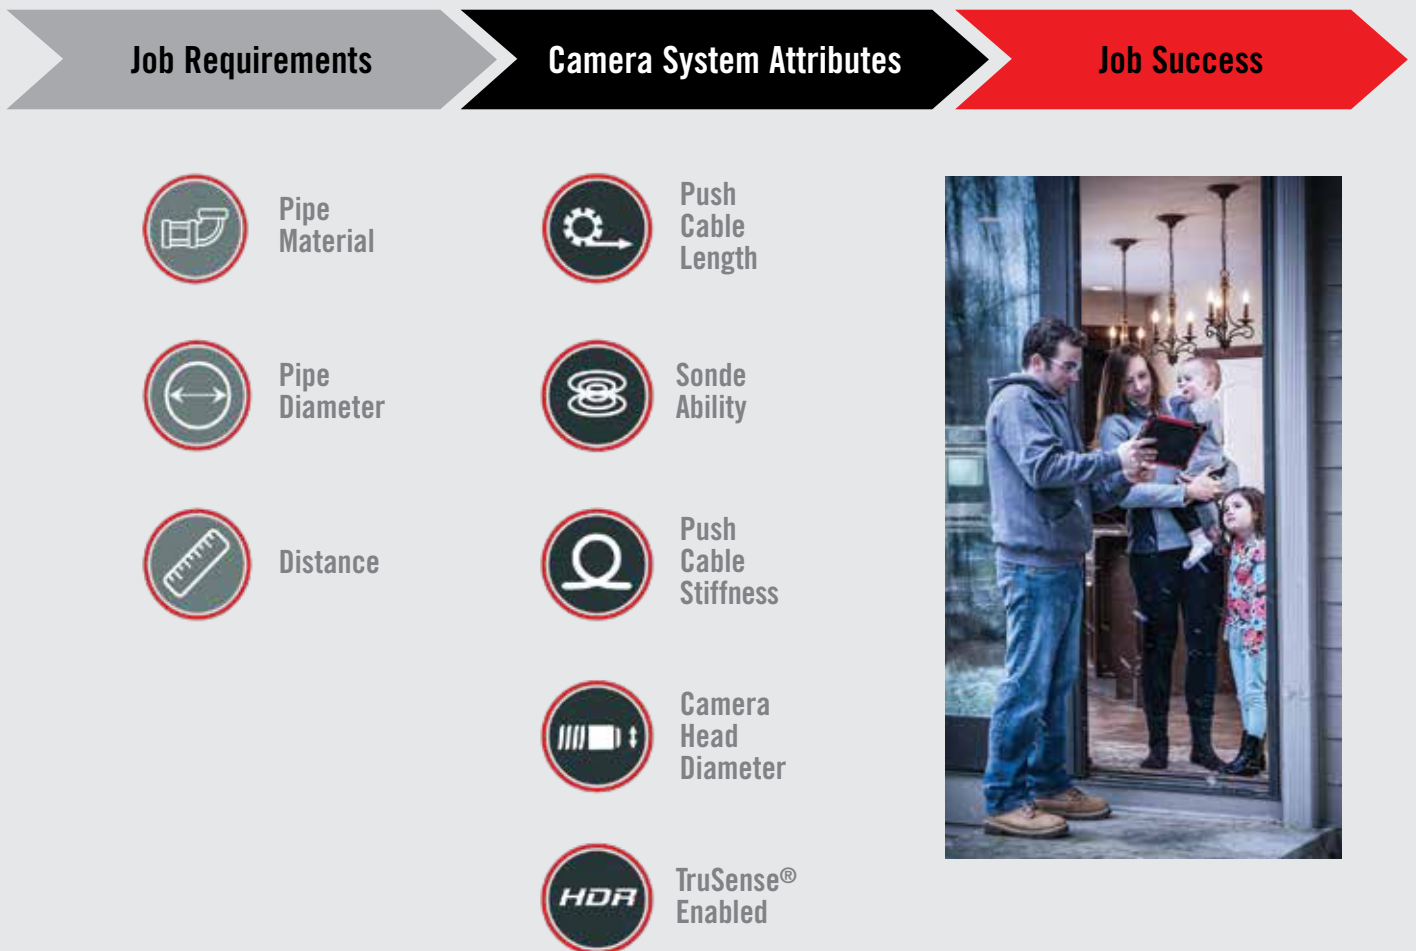 Job Requirements
Camera System Attributes
Job Success
Pipe
Material
Pipe
Diameter
Distance
Push
Cable
Length
Sonde
Ability
Push
Cable
Stiffness
Camera
Head
Diameter
HDR
TruSense®
Enabled